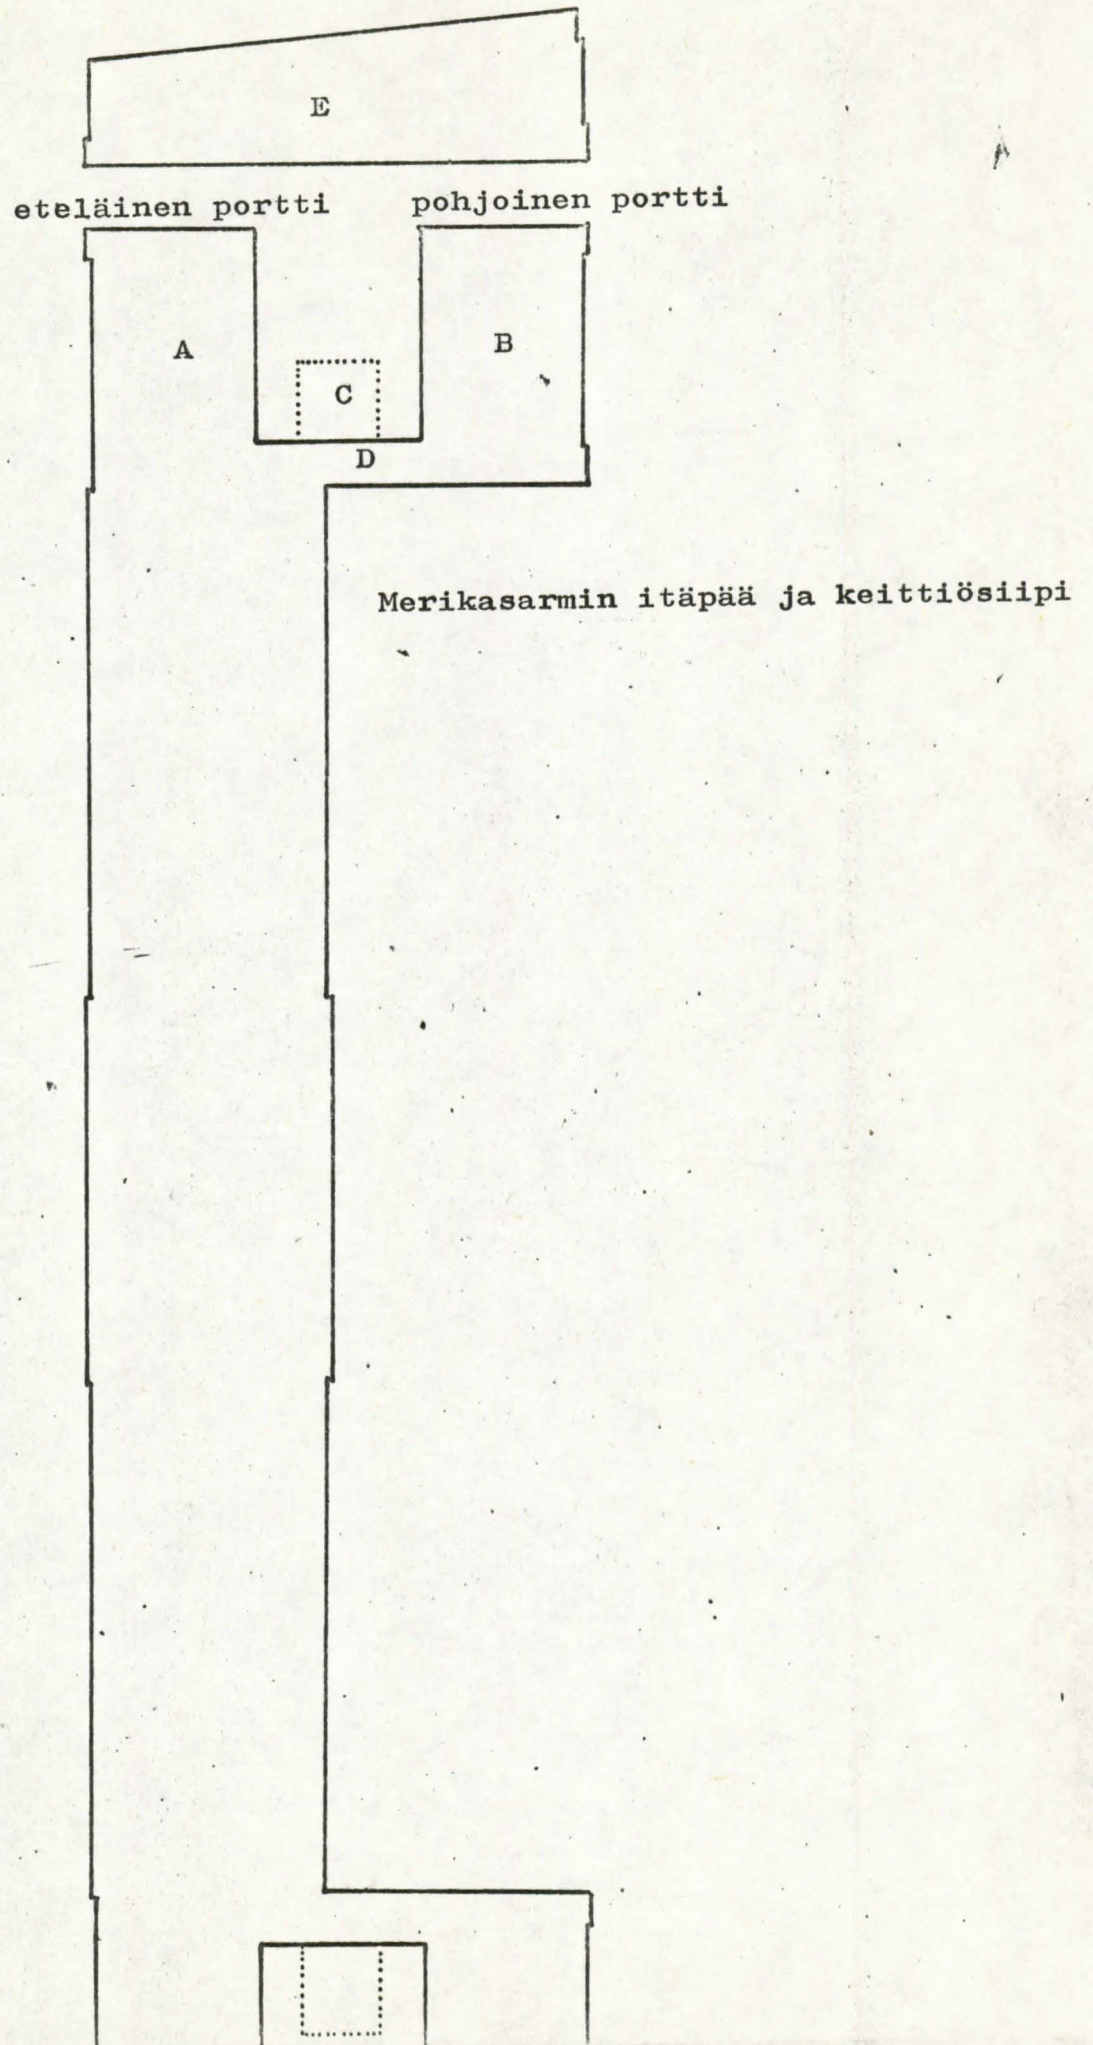 E
eteläinen portti pohjoinen portti
A
B
C
D
Merikasarmin itäpää ja keittiösiipi